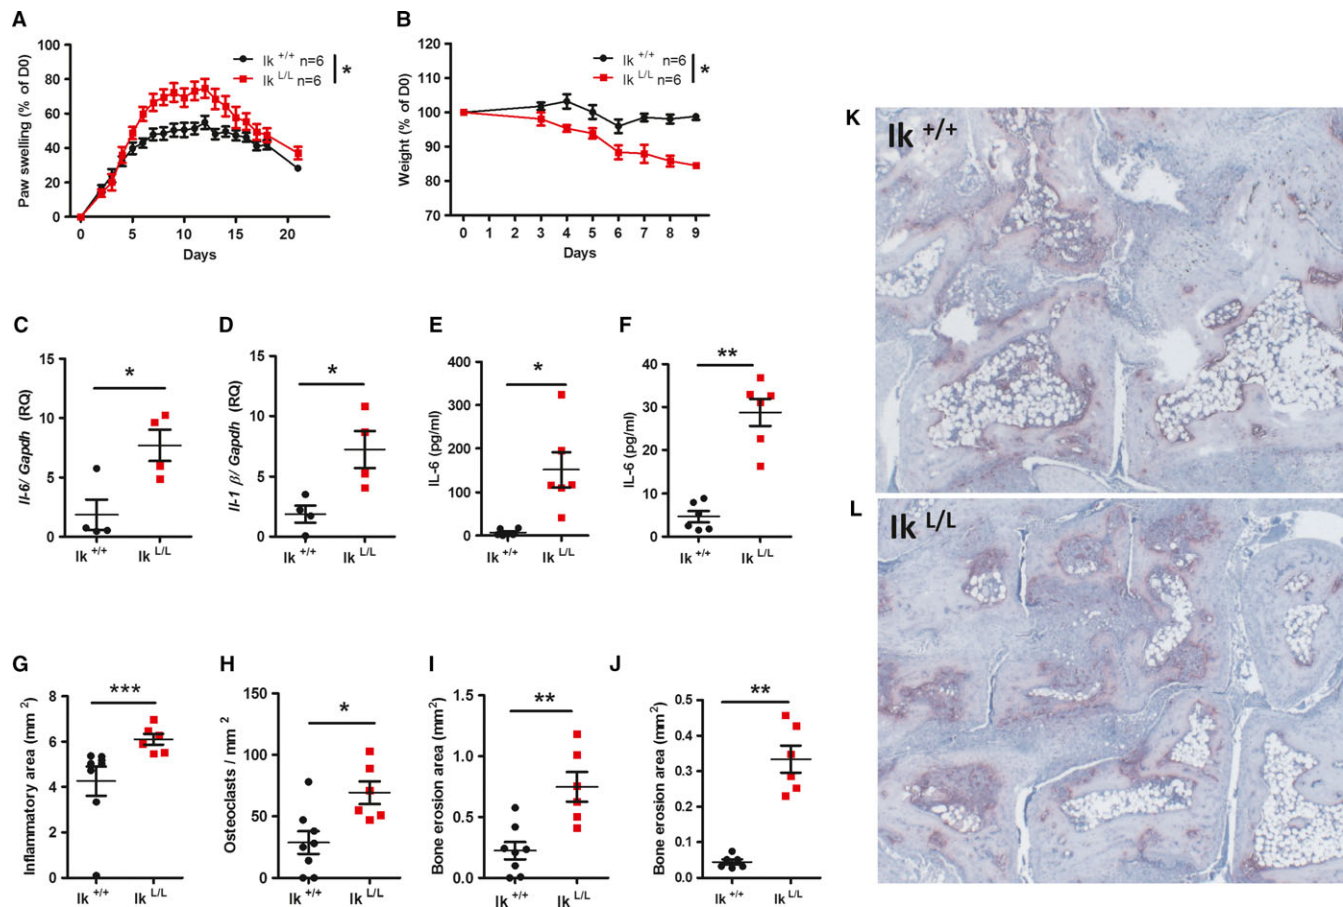 A
Paw swelling (% of D0)
100
80
60
40
20
0
0 5 10 15 20
Days
Ik +/+ n=6
Ik L/L n=6
*
B
Weight (% of D0)
120
110
100
90
80
70
0 1 2 3 4 5 6 7 8 9
Days
Ik +/+ n=6
Ik L/L n=6
*
C
Il-6/ Gapdh (RQ)
15
10
5
0
*
Ik +/+ Ik L/L
D
Il-1 β/ Gapdh (RQ)
15
10
5
0
*
Ik +/+ Ik L/L
E
IL-6 (pg/ml)
400
300
200
100
0
*
Ik +/+ Ik L/L
F
IL-6 (pg/ml)
40
30
20
10
0
**
Ik +/+ Ik L/L
G
Inflammatory area (mm 2)
8
6
4
2
0
***
Ik +/+ Ik L/L
H
Osteoclasts / mm 2
150
100
50
0
*
Ik +/+ Ik L/L
I
Bone erosion area (mm 2)
1.5
1.0
0.5
0.0
**
Ik +/+ Ik L/L
J
Bone erosion area (mm 2)
0.5
0.4
0.3
0.2
0.1
0.0
**
Ik +/+ Ik L/L
K
Ik +/+
L
Ik L/L